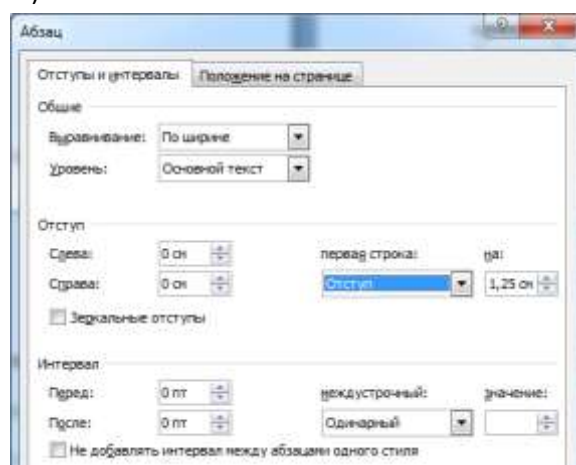 Абзац
Отступы и интервалы Положение на странице
Общие
Выравнивание: По ширине
Уровень: Основной текст
Отступ
Слева: 0 см первая строка: на:
Справа: 0 см Отступ 1,25 см
Зеркальные отступы
Интервал
Перед: 0 пт междустрочный: значение:
После: 0 пт Одинарный
Не добавлять интервал между абзацами одного стиля